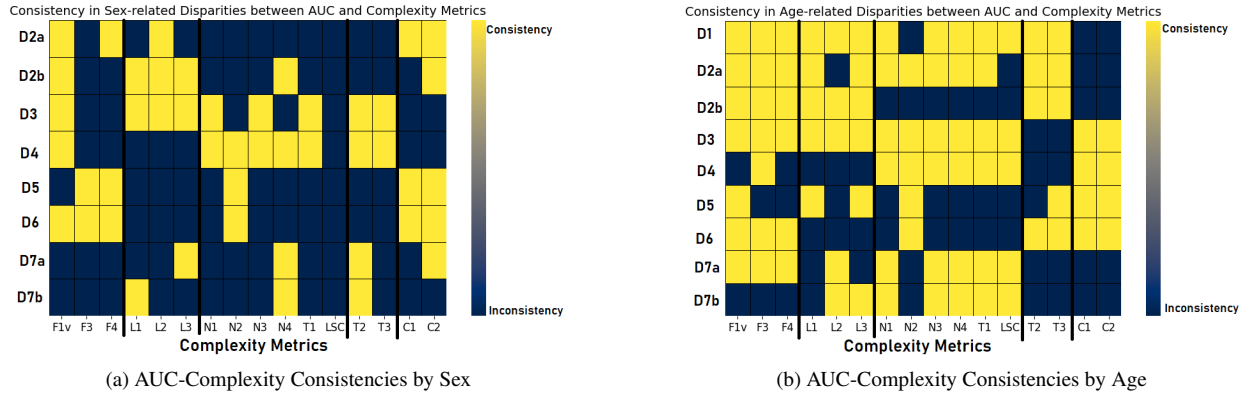 Consistency in Sex-related Disparities between AUC and Complexity Metrics
D2a
D2b
D3
D4
D5
D6
D7a
D7b
F1v F3 F4 L1 L2 L3 N1 N2 N3 N4 T1 LSC T2 T3 C1 C2
Complexity Metrics
Consistency
Inconsistency
(a) AUC-Complexity Consistencies by Sex
Consistency in Age-related Disparities between AUC and Complexity Metrics
D1
D2a
D2b
D3
D4
D5
D6
D7a
D7b
F1v F3 F4 L1 L2 L3 N1 N2 N3 N4 T1 LSC T2 T3 C1 C2
Complexity Metrics
Consistency
Inconsistency
(b) AUC-Complexity Consistencies by Age